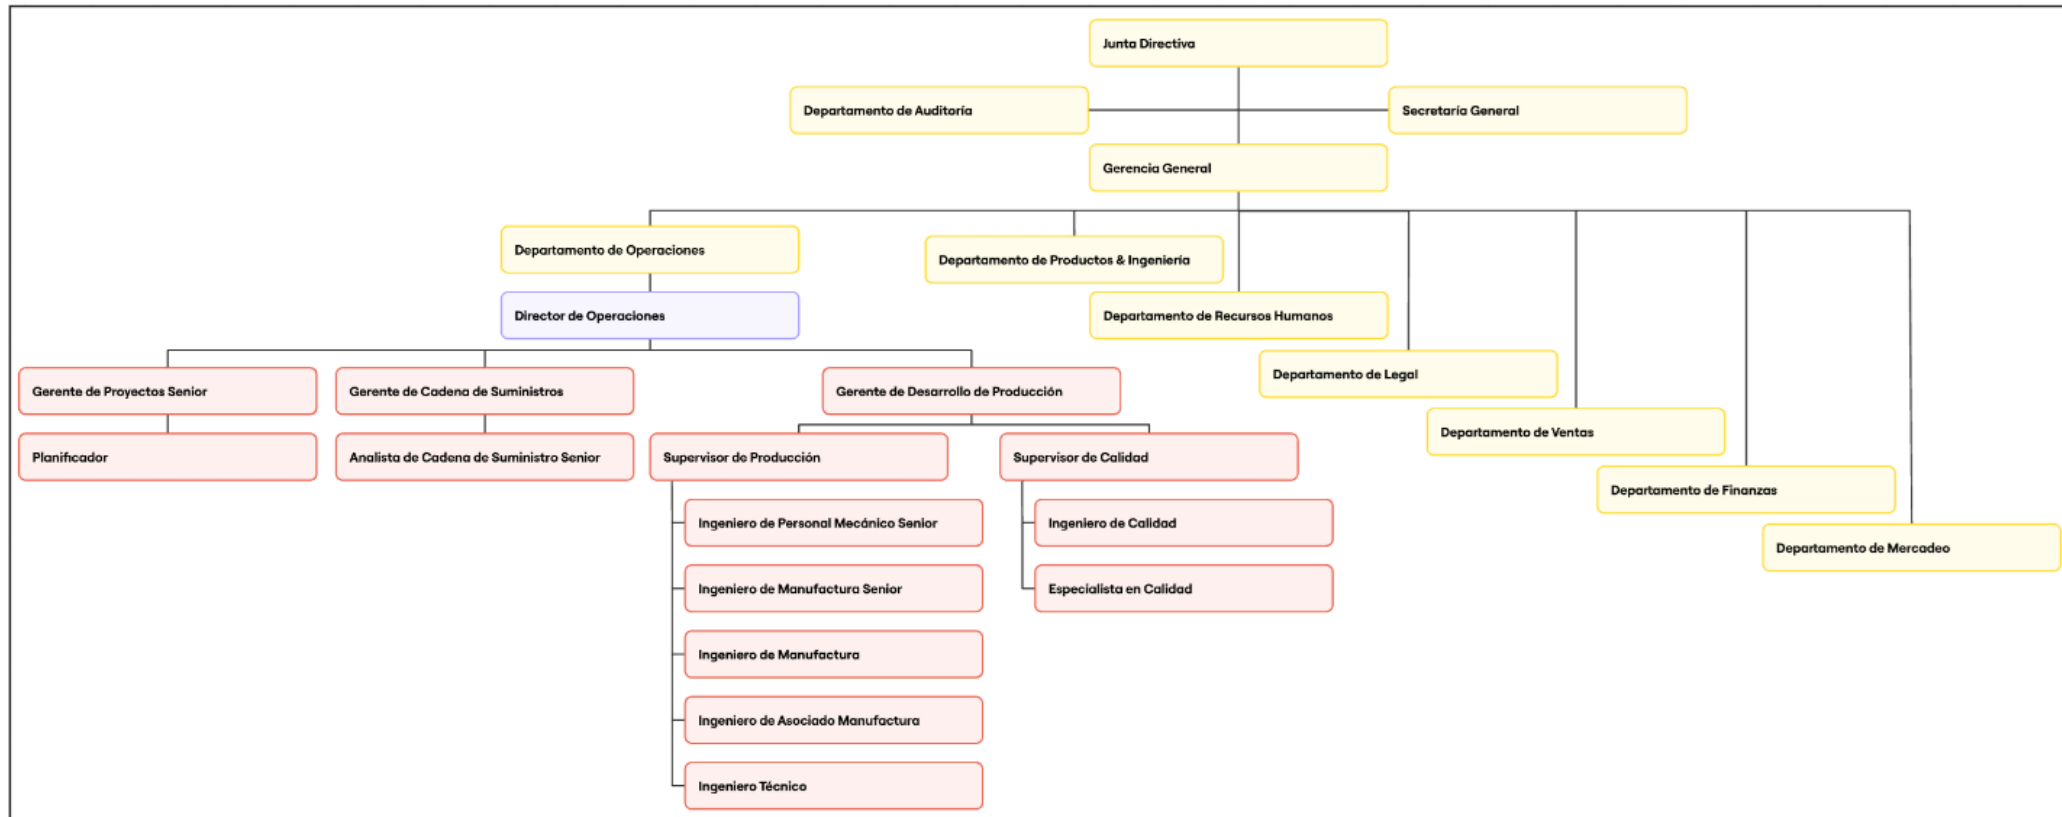 Junta Directiva
Departamento de Auditoría
Secretaría General
Gerencia General
Departamento de Operaciones
Departamento de Productos & Ingeniería
Director de Operaciones
Departamento de Recursos Humanos
Departamento de Legal
Gerente de Proyectos Senior
Gerente de Cadena de Suministros
Gerente de Desarrollo de Producción
Departamento de Ventas
Planificador
Analista de Cadena de Suministro Senior
Supervisor de Producción
Supervisor de Calidad
Departamento de Finanzas
Ingeniero de Personal Mecánico Senior
Ingeniero de Calidad
Departamento de Mercadeo
Ingeniero de Manufactura Senior
Especialista en Calidad
Ingeniero de Manufactura
Ingeniero de Asociado Manufactura
Ingeniero Técnico